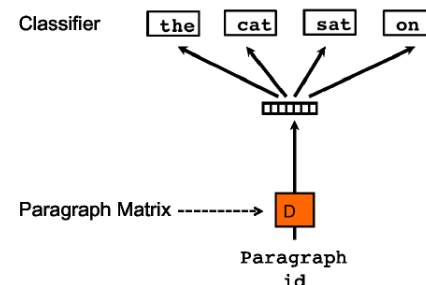 Classifier
the cat sat on
Paragraph Matrix
D
Paragraph
id